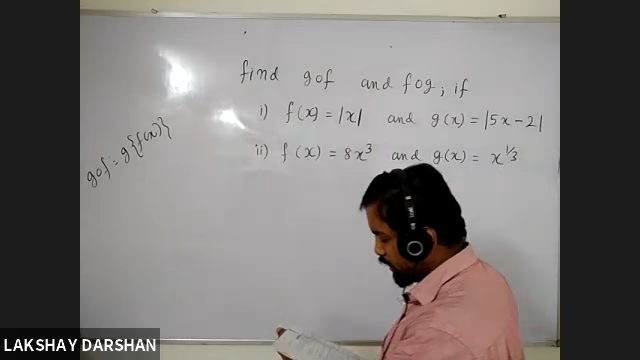 find gof and fog; if
i) f(x) = |x| and g(x) = |5x-2|
ii) f(x) = 8x³ and g(x) = x^1/3
gof = g{f(x)}
LAKSHAY DARSHAN